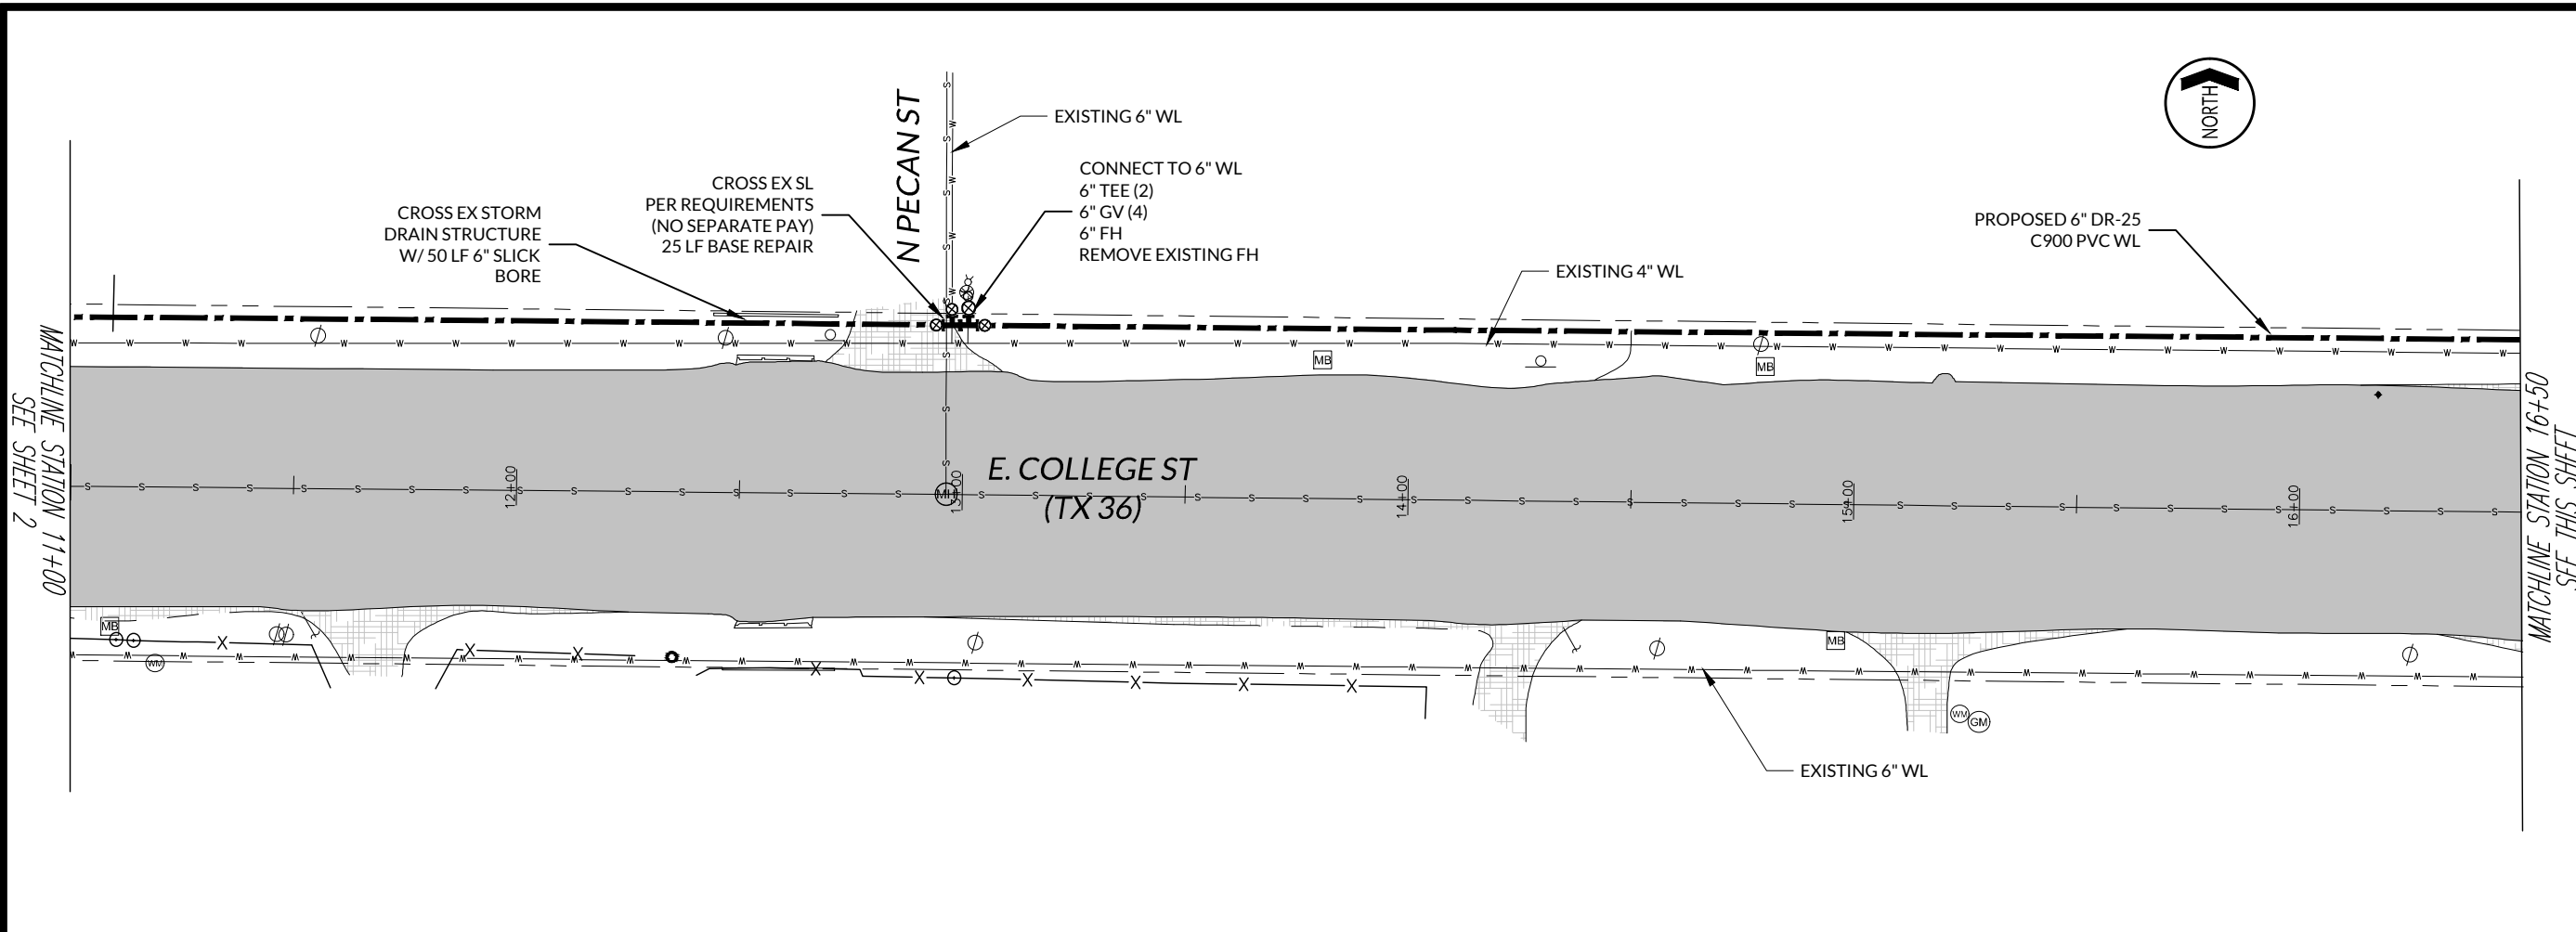 NORTH
N PECAN ST
EXISTING 6" WL
CROSS EX STORM
DRAIN STRUCTURE
W/ 50 LF 6" SLICK
BORE
CROSS EX SL
PER REQUIREMENTS
(NO SEPARATE PAY)
25 LF BASE REPAIR
CONNECT TO 6" WL
6" TEE (2)
6" GV (4)
6" FH
REMOVE EXISTING FH
EXISTING 4" WL
PROPOSED 6" DR-25
C900 PVC WL
MB
MB
MATCHLINE STATION 11+00
SEE SHEET 2
12+00
MH
13+00
E. COLLEGE ST
(TX 36)
14+00
15+00
16+00
MATCHLINE STATION 16+50
SEE THIS SHEET
MB
WM
MB
WM
GM
EXISTING 6" WL